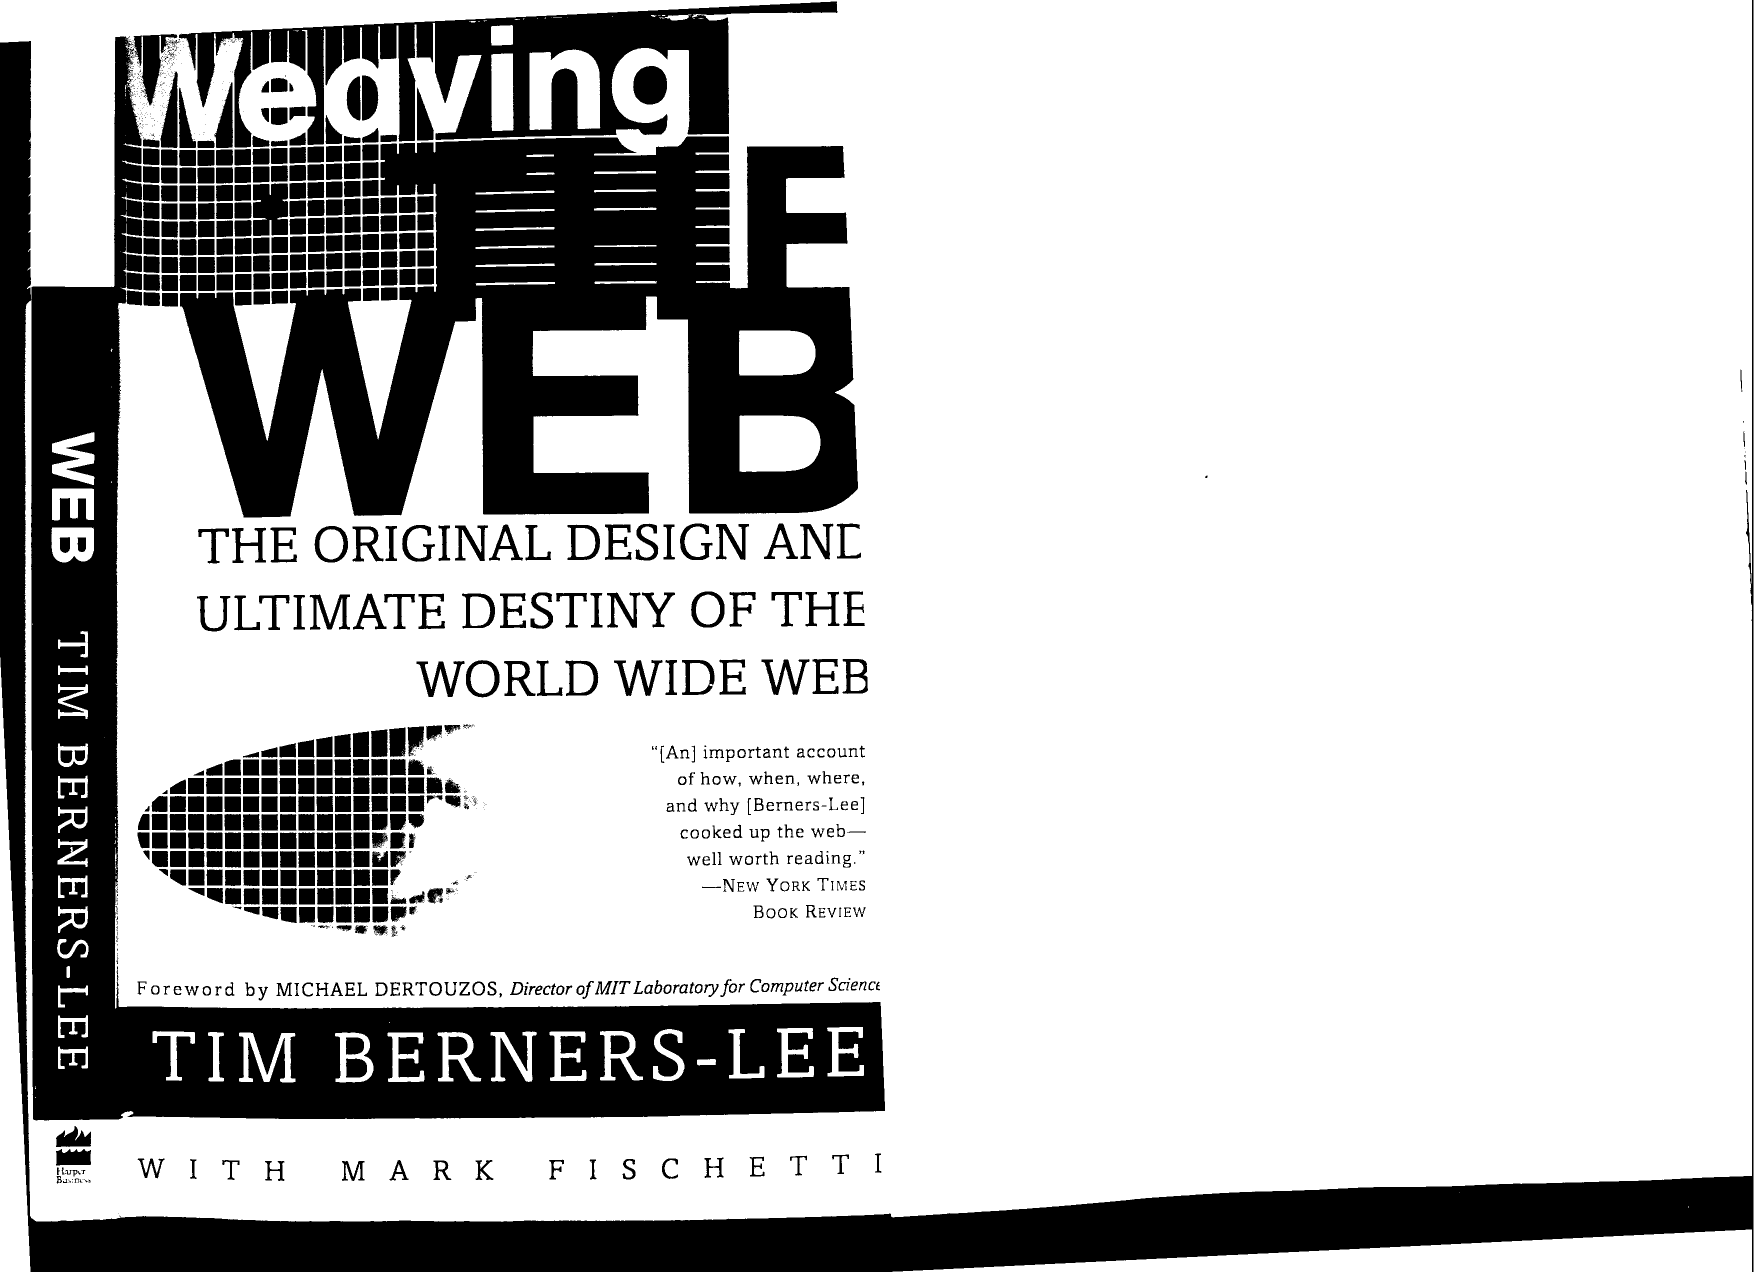 Weaving
THE
WEB
THE ORIGINAL DESIGN AND
ULTIMATE DESTINY OF THE
WORLD WIDE WEB
“[An] important account
of how, when, where,
and why [Berners-Lee]
cooked up the web—
well worth reading.”
—NEW YORK TIMES
BOOK REVIEW
Foreword by MICHAEL DERTOUZOS, Director of MIT Laboratory for Computer Science
TIM BERNERS-LEE
WITH MARK FISCHETTI
WEB TIM BERNERS-LEE
Harper
Business